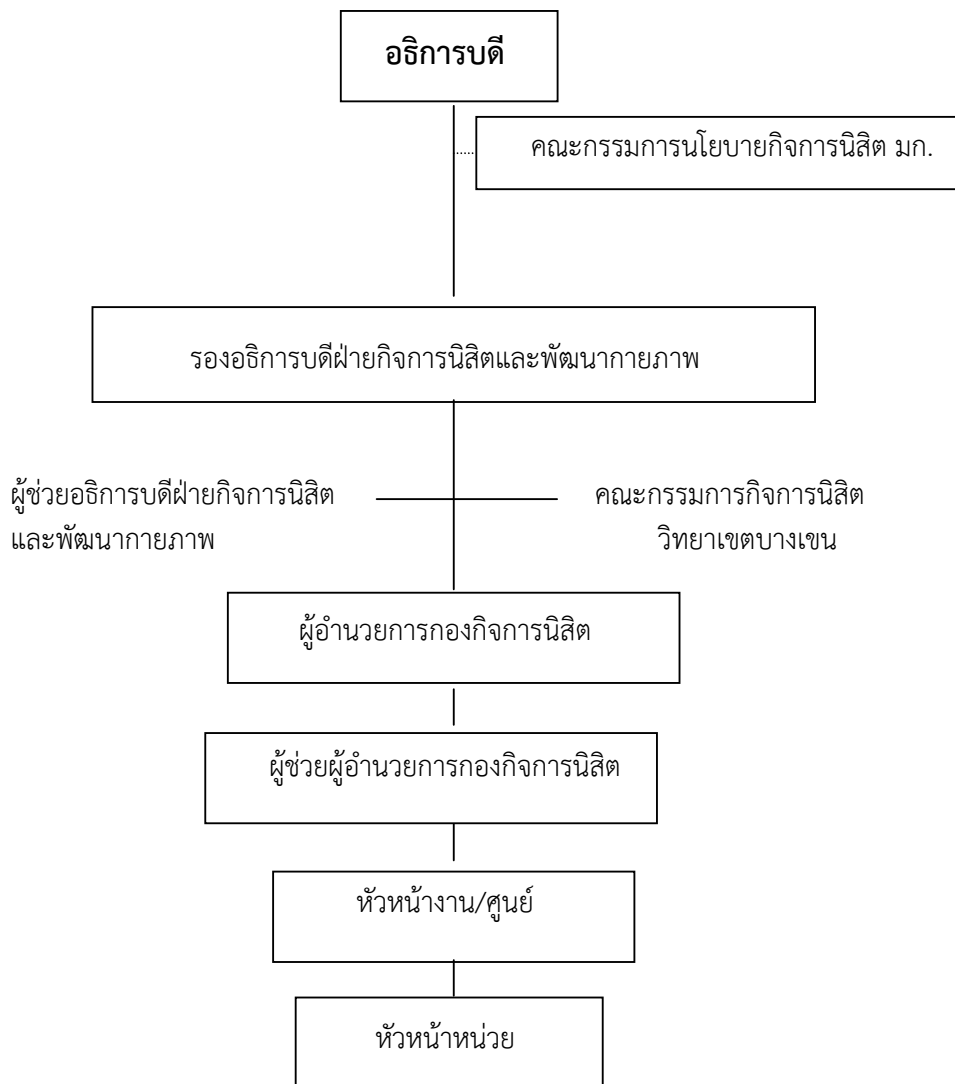 อธิการบดี
คณะกรรมการนโยบายกิจการนิสิต มก.
รองอธิการบดีฝ่ายกิจการนิสิตและพัฒนากายภาพ
ผู้ช่วยอธิการบดีฝ่ายกิจการนิสิต
และพัฒนากายภาพ
คณะกรรมการกิจการนิสิต
วิทยาเขตบางเขน
ผู้อำนวยการกองกิจการนิสิต
ผู้ช่วยผู้อำนวยการกองกิจการนิสิต
หัวหน้างาน/ศูนย์
หัวหน้าหน่วย